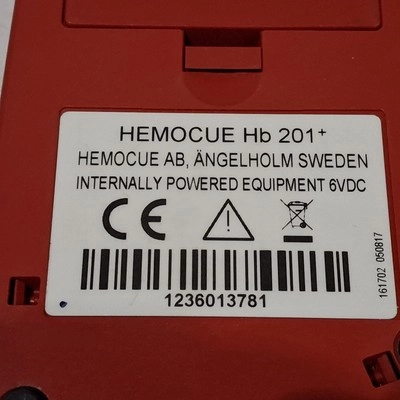 HEMOCUE Hb 201+
HEMOCUE AB, ÄNGELHOLM SWEDEN
INTERNALLY POWERED EQUIPMENT 6VDC
CE
1236013781
161702 050817